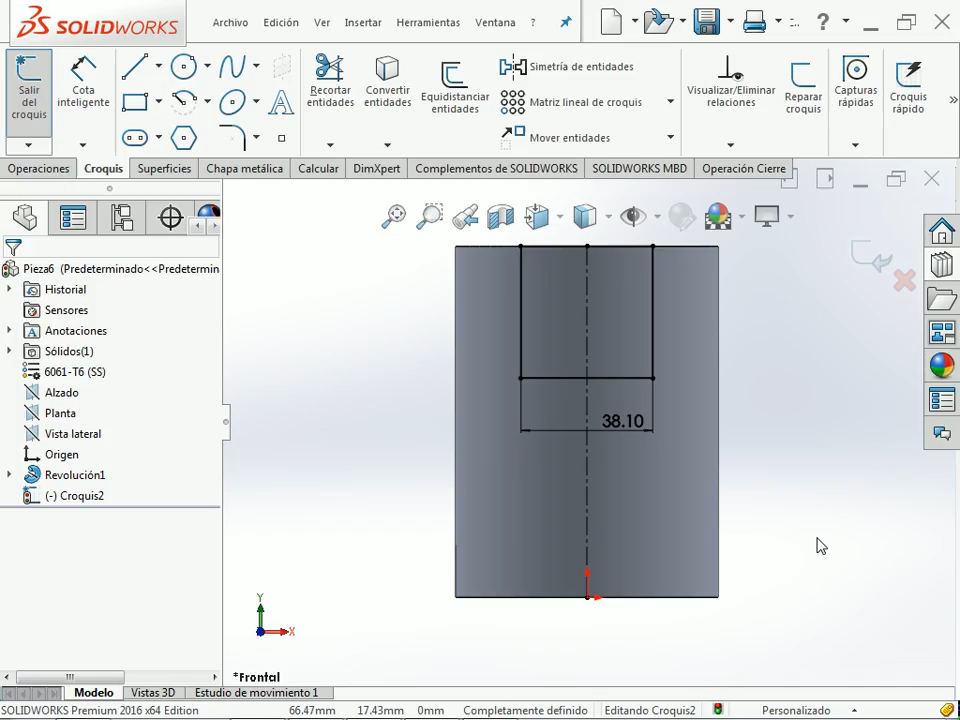 SOLIDWORKS
Archivo Edición Ver Insertar Herramientas Ventana ? ... ?
Salir del croquis
Cota inteligente
Recortar entidades
Convertir entidades
Equidistanciar entidades
Simetría de entidades
Matriz lineal de croquis
Mover entidades
Visualizar/Eliminar relaciones
Reparar croquis
Capturas rápidas
Croquis rápido
Operaciones Croquis Superficies Chapa metálica Calcular DimXpert Complementos de SOLIDWORKS SOLIDWORKS MBD Operación Cierre
Pieza6 (Predeterminado<<Predetermin
Historial
Sensores
Anotaciones
Sólidos(1)
6061-T6 (SS)
Alzado
Planta
Vista lateral
Origen
Revolución1
(-) Croquis2
38.10
Y
X
*Frontal
Modelo Vistas 3D Estudio de movimiento 1
SOLIDWORKS Premium 2016 x64 Edition 66.47mm 17.43mm 0mm Completamente definido Editando Croquis2 Personalizado